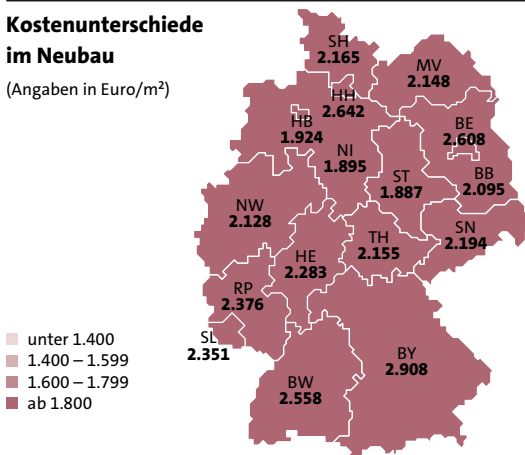 Kostenunterschiede
im Neubau
(Angaben in Euro/m²)
SH
2.165
MV
2.148
HH
2.642
HB
1.924
BE
2.608
NI
1.895
ST
1.887
BB
2.095
NW
2.128
SN
2.194
TH
2.155
HE
2.283
RP
2.376
SL
2.351
BY
2.908
BW
2.558
unter 1.400
1.400 – 1.599
1.600 – 1.799
ab 1.800